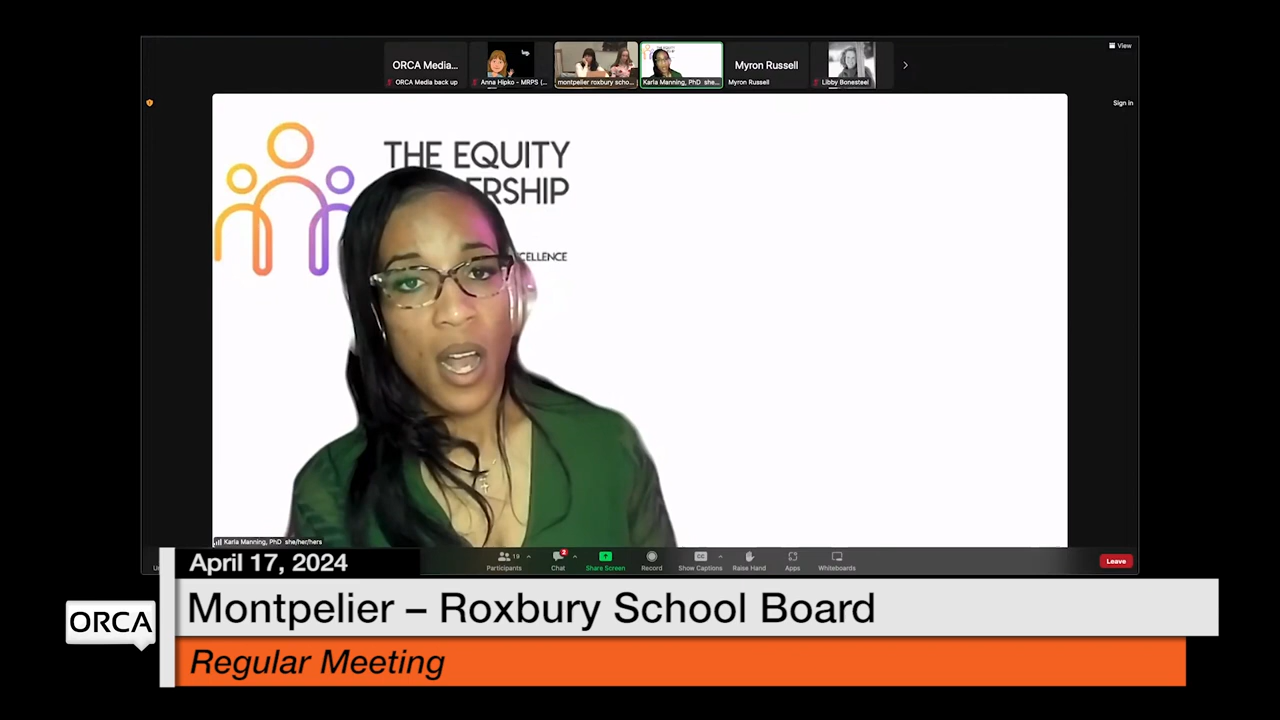 View
ORCA Media...
Myron Russell
ORCA Media back up
Anna Hipko - MRPS (...
montpelier roxbury scho...
Karla Manning, PhD she...
Myron Russell
Libby Bonesteel
Sign in
THE EQUITY
ERSHIP
CELLENCE
Karla Manning, PhD she/her/hers
19
2
Participants
Chat
Share Screen
Record
CC
Show Captions
Raise Hand
Apps
Whiteboards
Leave
April 17, 2024
Montpelier – Roxbury School Board
ORCA
Regular Meeting